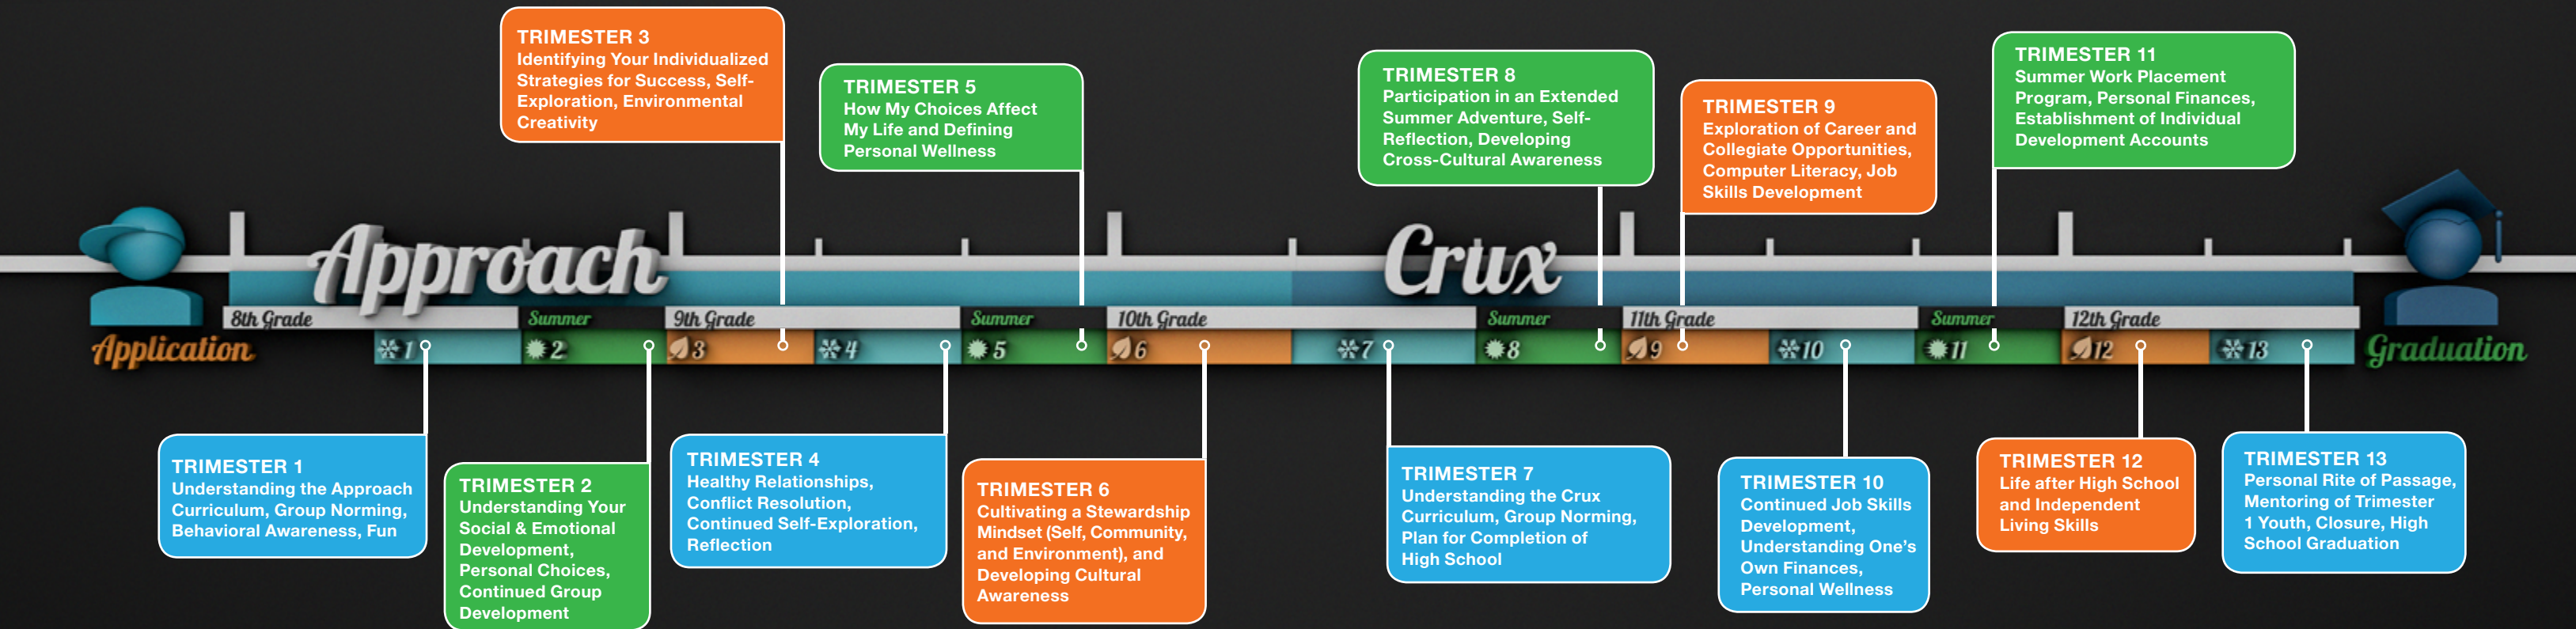 TRIMESTER 3
Identifying Your Individualized
Strategies for Success, Self-
Exploration, Environmental
Creativity
TRIMESTER 5
How My Choices Affect
My Life and Defining
Personal Wellness
TRIMESTER 8
Participation in an Extended
Summer Adventure, Self-
Reflection, Developing
Cross-Cultural Awareness
TRIMESTER 9
Exploration of Career and
Collegiate Opportunities,
Computer Literacy, Job
Skills Development
TRIMESTER 11
Summer Work Placement
Program, Personal Finances,
Establishment of Individual
Development Accounts
Approach
Crux
8th Grade
Summer
9th Grade
Summer
10th Grade
Summer
11th Grade
Summer
12th Grade
Application
1
2
3
4
5
6
7
8
9
10
11
12
13
Graduation
TRIMESTER 1
Understanding the Approach
Curriculum, Group Norming,
Behavioral Awareness, Fun
TRIMESTER 2
Understanding Your
Social & Emotional
Development,
Personal Choices,
Continued Group
Development
TRIMESTER 4
Healthy Relationships,
Conflict Resolution,
Continued Self-Exploration,
Reflection
TRIMESTER 6
Cultivating a Stewardship
Mindset (Self, Community,
and Environment), and
Developing Cultural
Awareness
TRIMESTER 7
Understanding the Crux
Curriculum, Group Norming,
Plan for Completion of
High School
TRIMESTER 10
Continued Job Skills
Development,
Understanding One's
Own Finances,
Personal Wellness
TRIMESTER 12
Life after High School
and Independent
Living Skills
TRIMESTER 13
Personal Rite of Passage,
Mentoring of Trimester
1 Youth, Closure, High
School Graduation